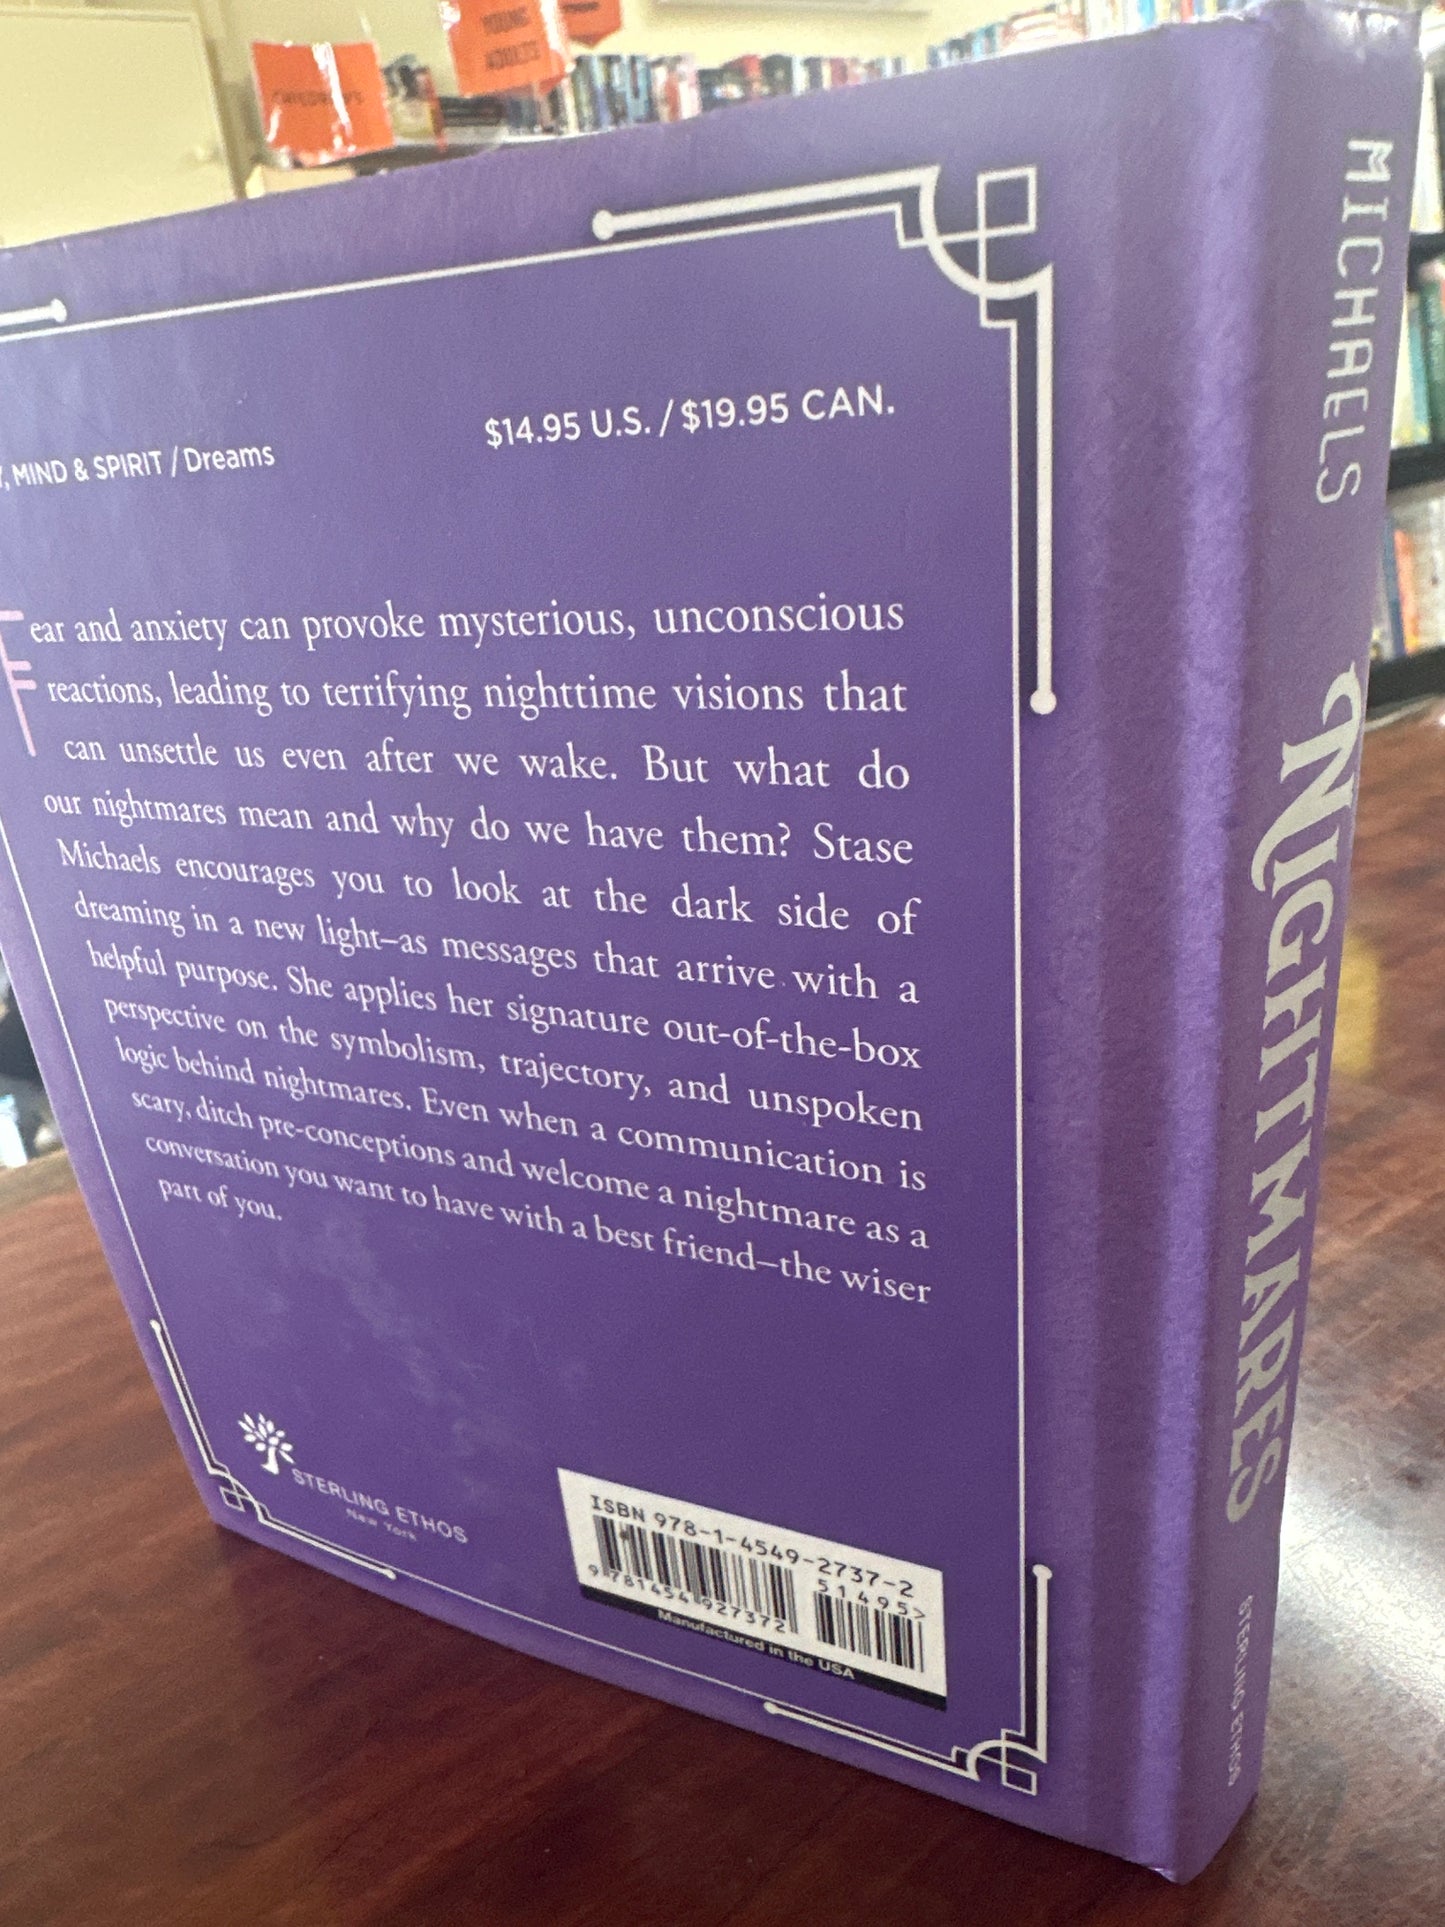 CHILDREN'S
YOUNG
ADULTS
Y, MIND & SPIRIT / Dreams
$14.95 U.S. / $19.95 CAN.
Fear and anxiety can provoke mysterious, unconscious
reactions, leading to terrifying nighttime visions that
can unsettle us even after we wake. But what do
our nightmares mean and why do we have them? Stase
Michaels encourages you to look at the dark side of
dreaming in a new light–as messages that arrive with a
helpful purpose. She applies her signature out-of-the-box
perspective on the symbolism, trajectory, and unspoken
logic behind nightmares. Even when a communication is
scary, ditch pre-conceptions and welcome a nightmare as a
conversation you want to have with a best friend–the wiser
part of you.
STERLING ETHOS
New York
ISBN 978-1-4549-2737-2
51495>
9 781454 927372
Manufactured in the USA
MICHAELS
NIGHTMARES
STERLING ETHOS